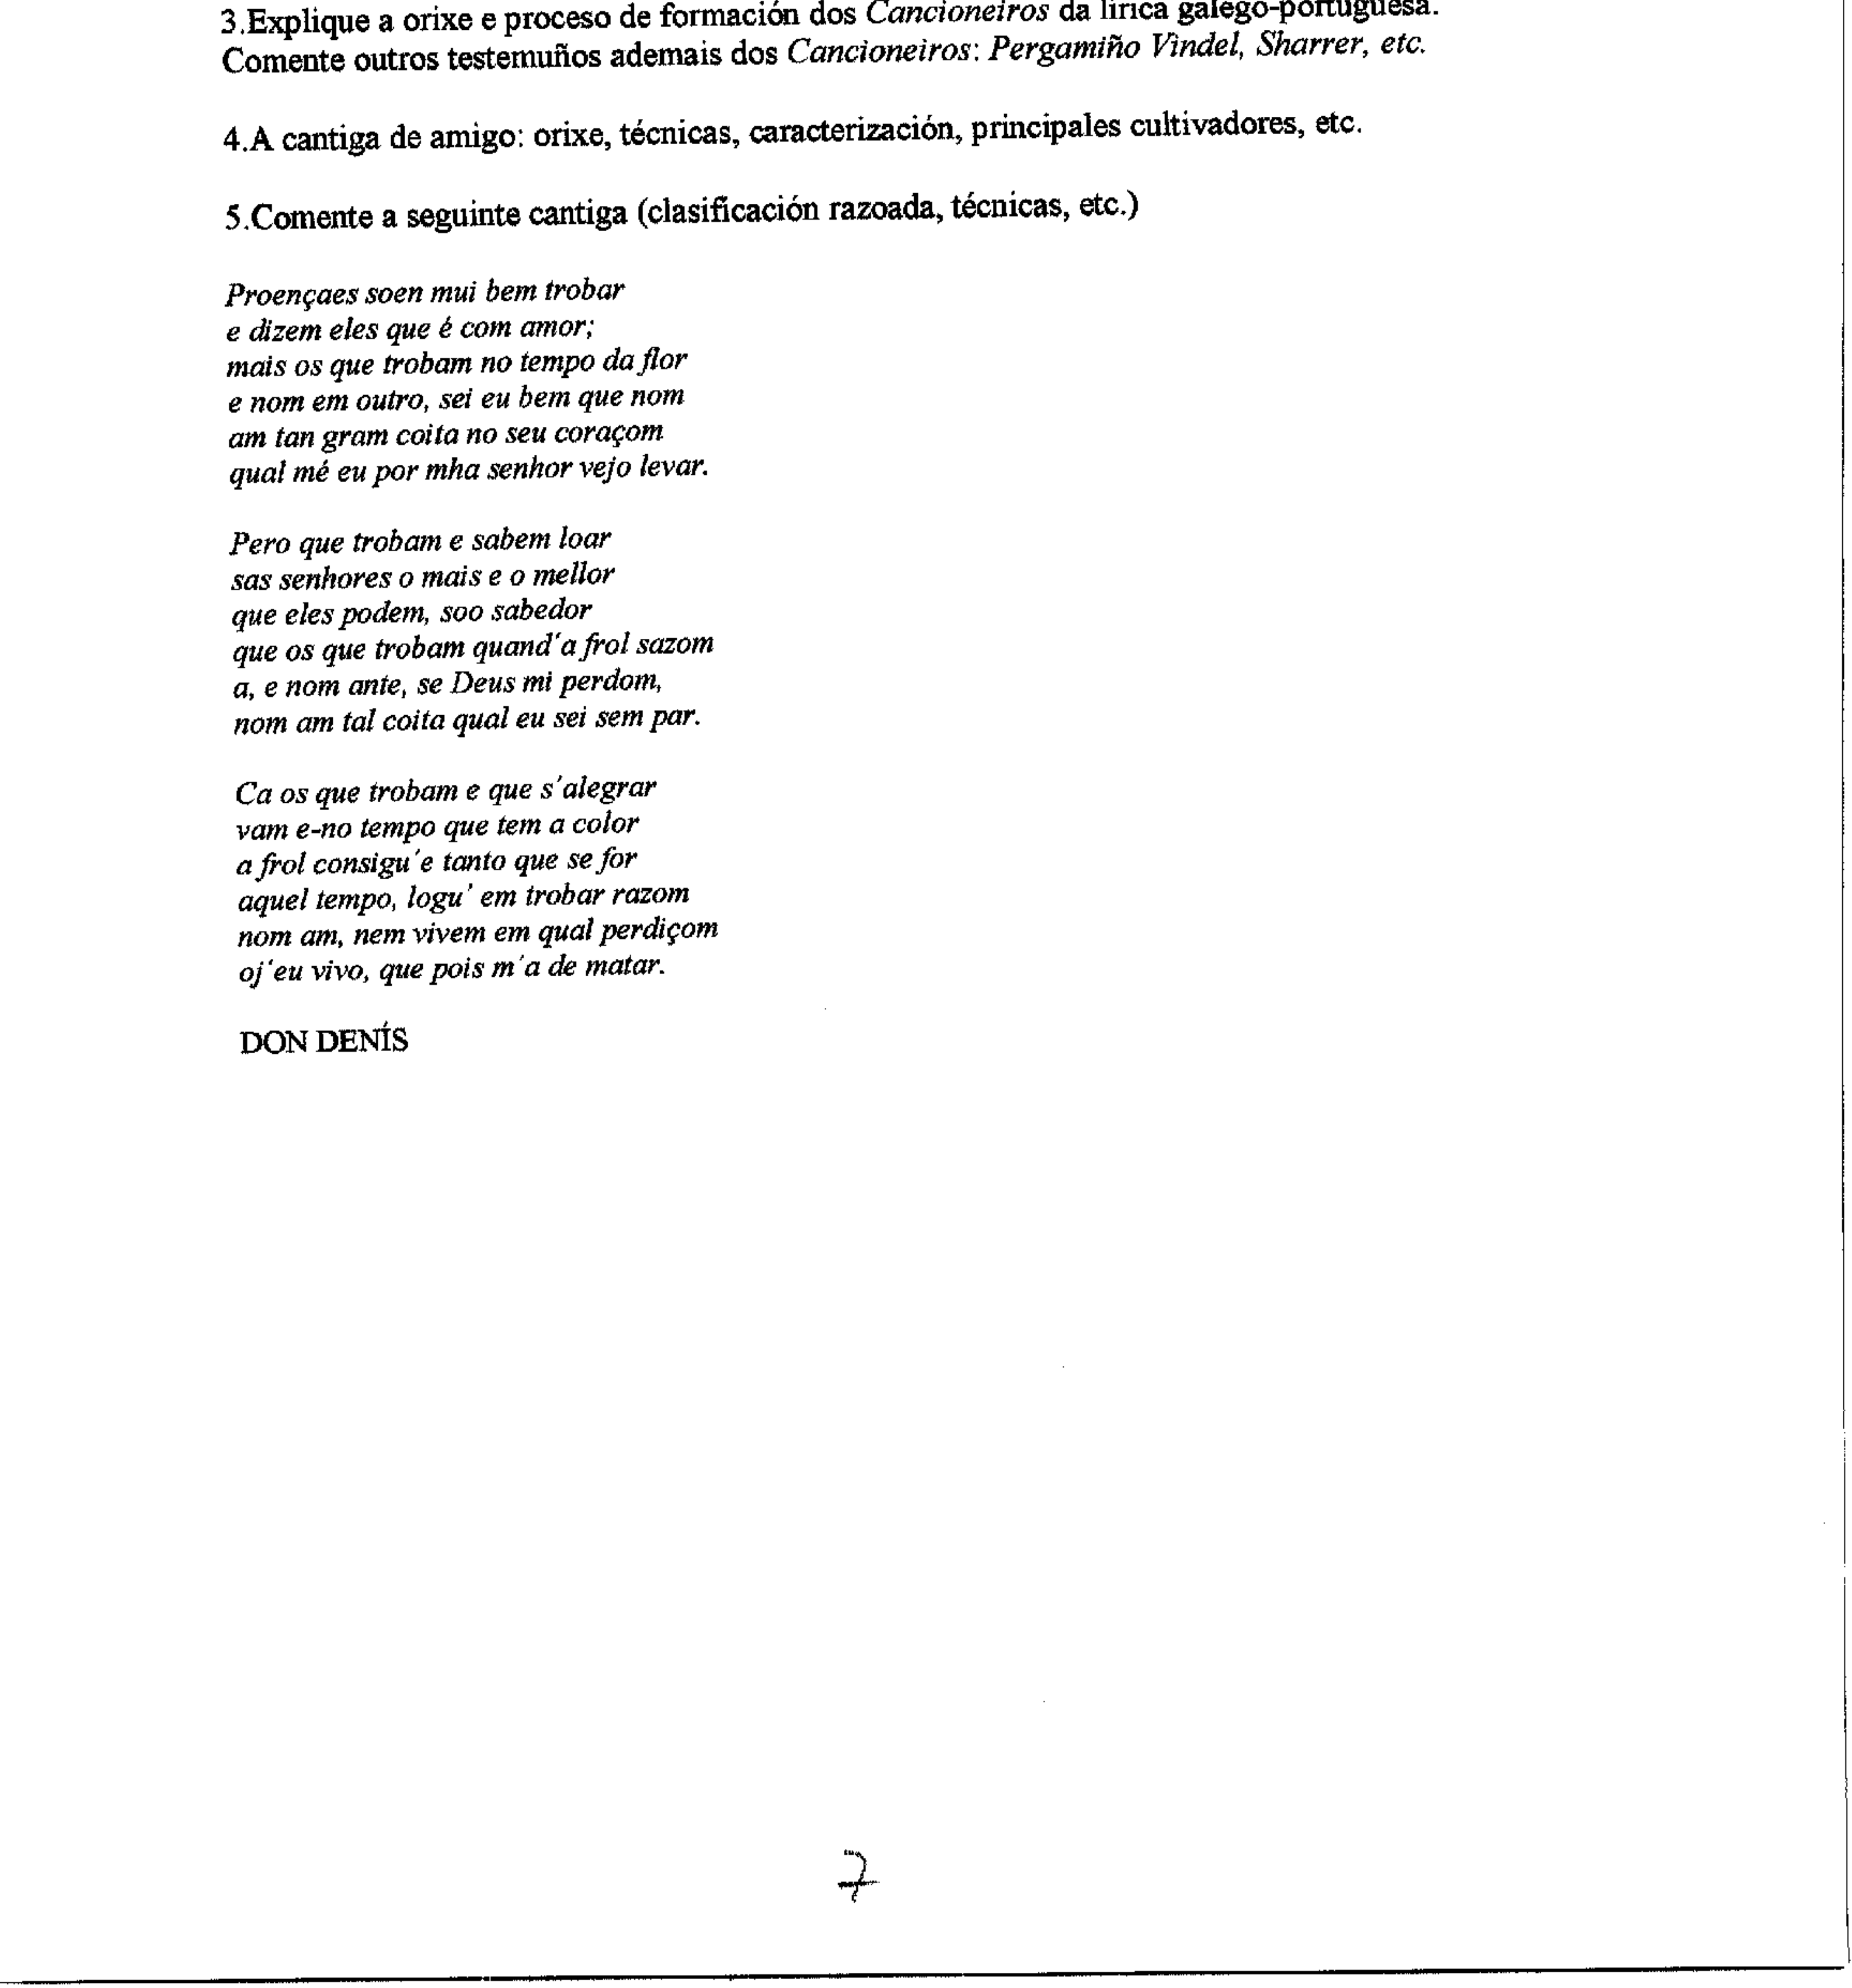 3.Explique a orixe e proceso de formación dos Cancioneiros da lírica galego-portuguesa.
Comente outros testemuños ademais dos Cancioneiros: Pergamiño Vindel, Sharrer, etc.
4.A cantiga de amigo: orixe, técnicas, caracterización, principales cultivadores, etc.
5.Comente a seguinte cantiga (clasificación razoada, técnicas, etc.)
Proençaes soen mui bem trobar
e dizem eles que é com amor;
mais os que trobam no tempo da flor
e nom em outro, sei eu bem que nom
am tan gram coita no seu coraçom
qual mé eu por mha senhor vejo levar.
Pero que trobam e sabem loar
sas senhores o mais e o mellor
que eles podem, soo sabedor
que os que trobam quand'a frol sazom
a, e nom ante, se Deus mi perdom,
nom am tal coita qual eu sei sem par.
Ca os que trobam e que s'alegrar
vam e-no tempo que tem a color
a frol consigu'e tanto que se for
aquel tempo, logu' em trobar razom
nom am, nem vivem em qual perdiçom
oj'eu vivo, que pois m'a de matar.
DON DENÍS
7